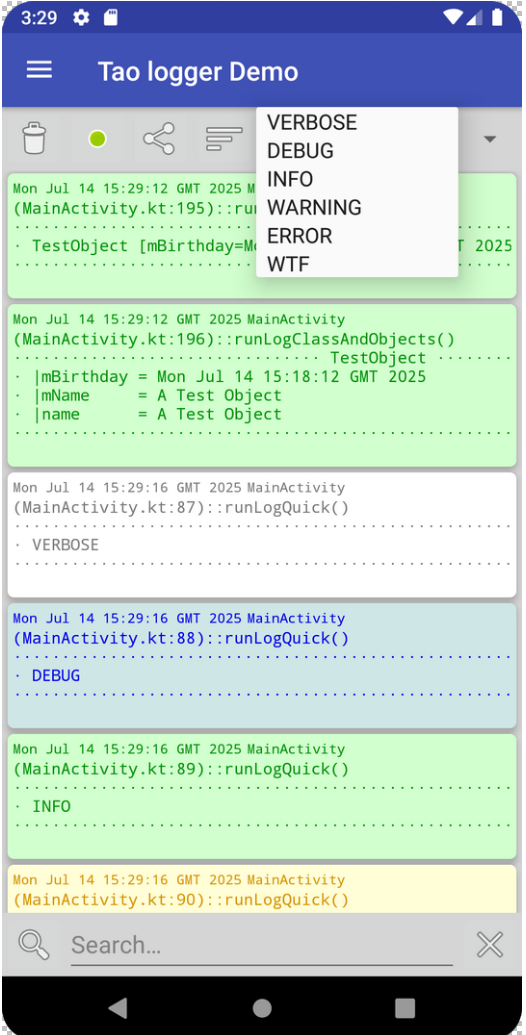 3:29
Tao logger Demo
VERBOSE
DEBUG
INFO
WARNING
ERROR
WTF
Mon Jul 14 15:29:12 GMT 2025
(MainActivity.kt:195)::
· TestObject [mBirthday= 2025
Mon Jul 14 15:29:12 GMT 2025 MainActivity
(MainActivity.kt:196)::runLogClassAndObjects()
TestObject
· |mBirthday = Mon Jul 14 15:18:12 GMT 2025
· |mName = A Test Object
· |name = A Test Object
Mon Jul 14 15:29:16 GMT 2025 MainActivity
(MainActivity.kt:87)::runLogQuick()
· VERBOSE
Mon Jul 14 15:29:16 GMT 2025 MainActivity
(MainActivity.kt:88)::runLogQuick()
· DEBUG
Mon Jul 14 15:29:16 GMT 2025 MainActivity
(MainActivity.kt:89)::runLogQuick()
· INFO
Mon Jul 14 15:29:16 GMT 2025 MainActivity
(MainActivity.kt:90)::runLogQuick()
Search...